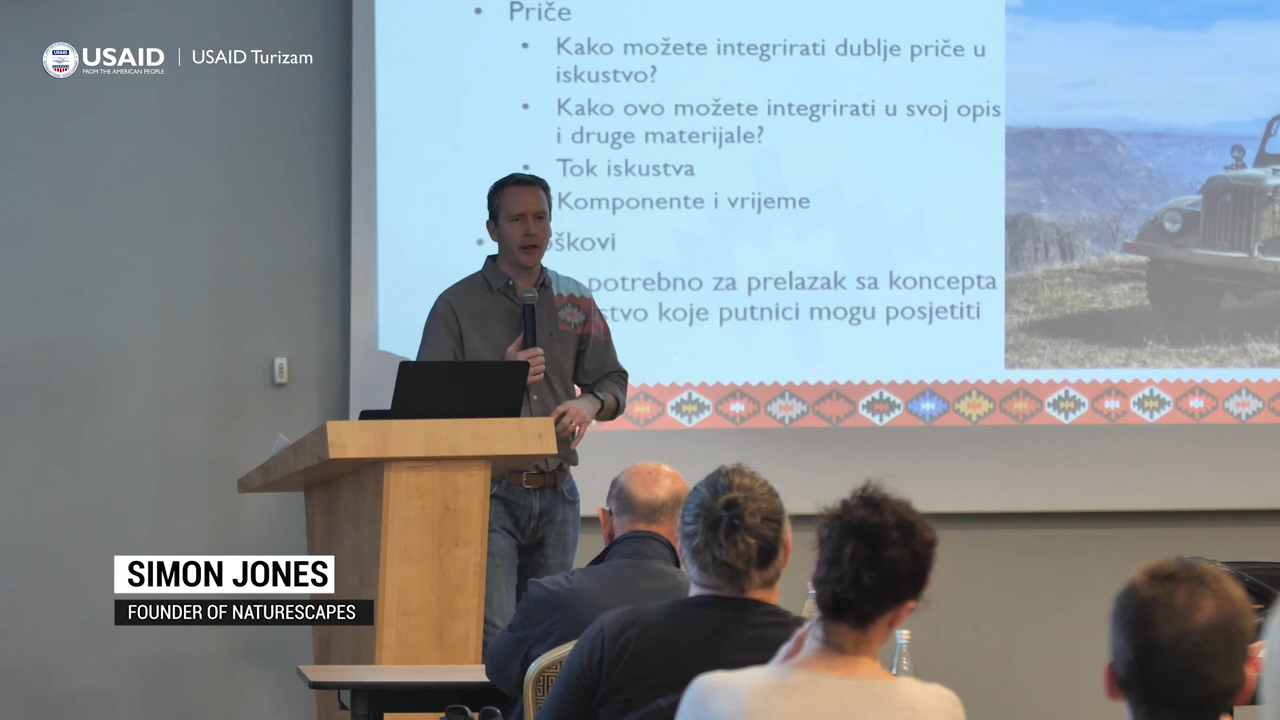 USAID
FROM THE AMERICAN PEOPLE
USAID Turizam
• Priče
• Kako možete integrirati dublje priče u
iskustvo?
• Kako ovo možete integrirati u svoj opis
i druge materijale?
• Tok iskustva
Komponente i vrijeme
•
potrebno za prelazak sa koncepta
koje putnici mogu posjetiti
SIMON JONES
FOUNDER OF NATURESCAPES